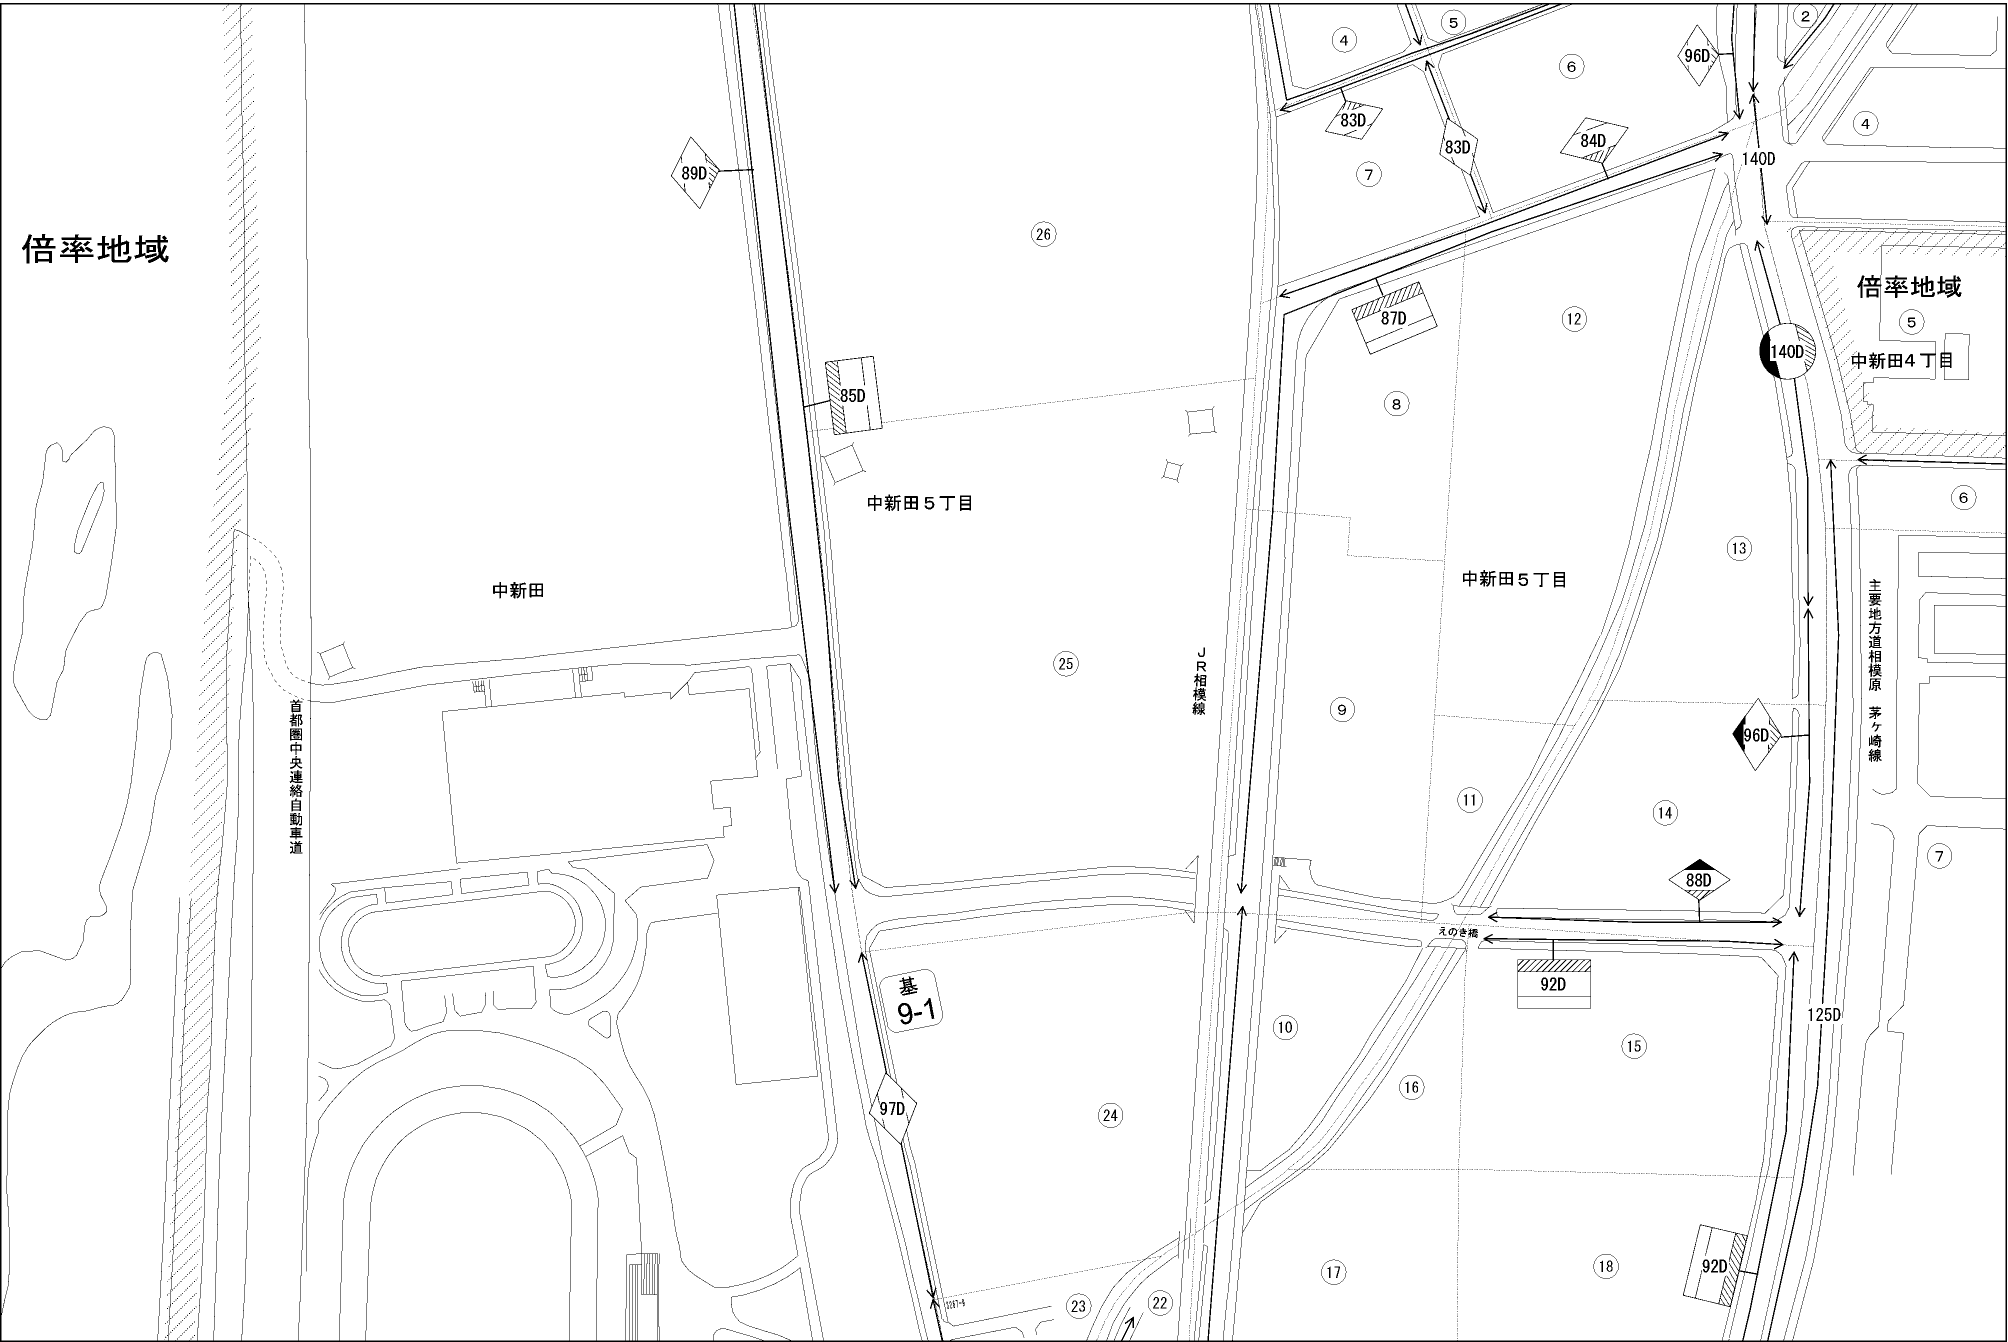 ⑤
②
④
96D
⑥
83D
④
84D
83D
140D
89D
⑦
㉖
倍率地域
倍率地域
87D
⑫
⑤
140D
中新田4丁目
85D
⑧
中新田5丁目
⑥
⑬
中新田5丁目
中新田
主要地方道相模原 茅ヶ崎線
JR相模線
㉕
首都圏中央連絡自動車道
⑨
96D
⑪
⑭
⑦
88D
えのき橋
92D
基
9-1
125D
⑩
⑮
97D
⑯
㉔
92D
⑰
⑱
㉓
㉒